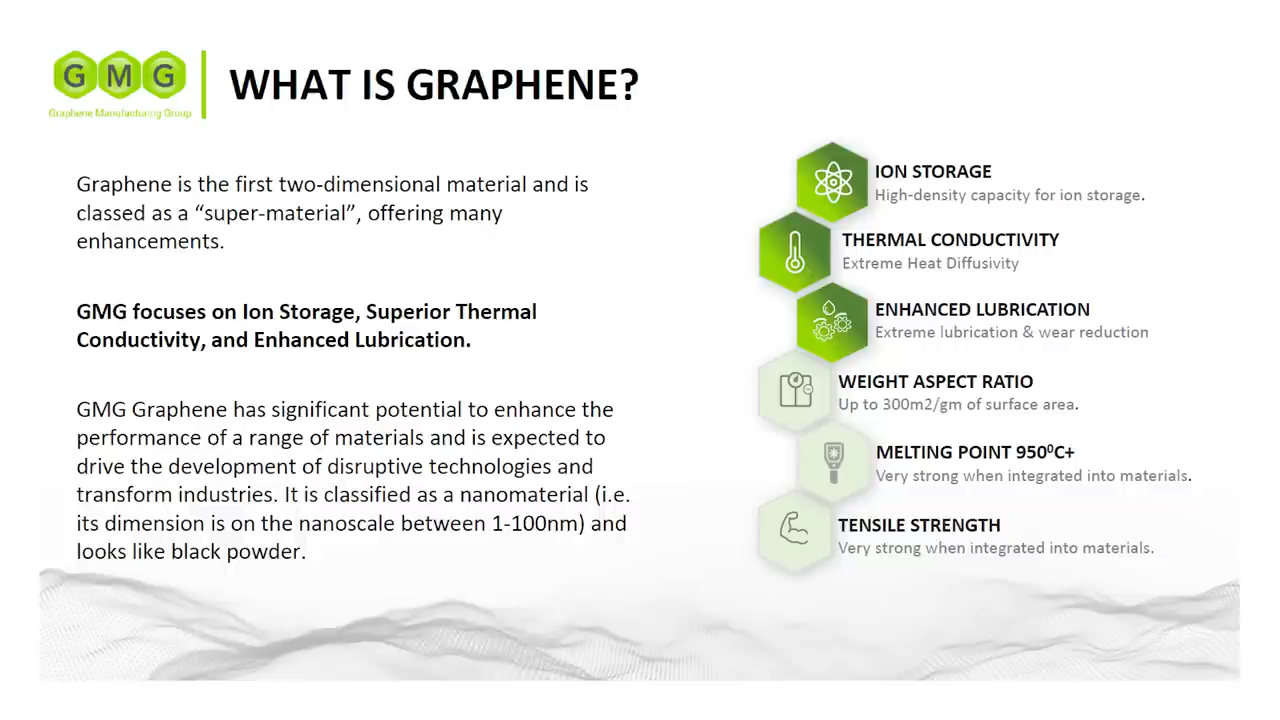 G M G
Graphene Manufacturing Group
WHAT IS GRAPHENE?
Graphene is the first two-dimensional material and is
classed as a “super-material”, offering many
enhancements.
GMG focuses on Ion Storage, Superior Thermal
Conductivity, and Enhanced Lubrication.
GMG Graphene has significant potential to enhance the
performance of a range of materials and is expected to
drive the development of disruptive technologies and
transform industries. It is classified as a nanomaterial (i.e.
its dimension is on the nanoscale between 1-100nm) and
looks like black powder.
ION STORAGE
High-density capacity for ion storage.
THERMAL CONDUCTIVITY
Extreme Heat Diffusivity
ENHANCED LUBRICATION
Extreme lubrication & wear reduction
WEIGHT ASPECT RATIO
Up to 300m2/gm of surface area.
MELTING POINT 950⁰C+
Very strong when integrated into materials.
TENSILE STRENGTH
Very strong when integrated into materials.